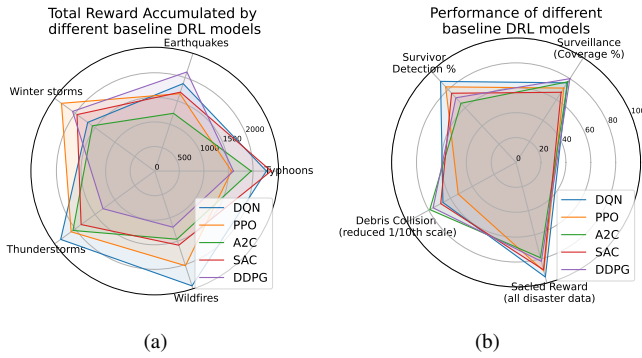 Total Reward Accumulated by
different baseline DRL models
Earthquakes
Winter storms
Typhoons
Thunderstorms
Wildfires
0
500
1000
1500
2000
DQN
PPO
A2C
SAC
DDPG
(a)
Performance of different
baseline DRL models
Surveillance
(Coverage %)
Survivor
Detection %
Debris Collision
(reduced 1/10th scale)
Sacled Reward
(all disaster data)
0
20
40
60
80
100
DQN
PPO
A2C
SAC
DDPG
(b)